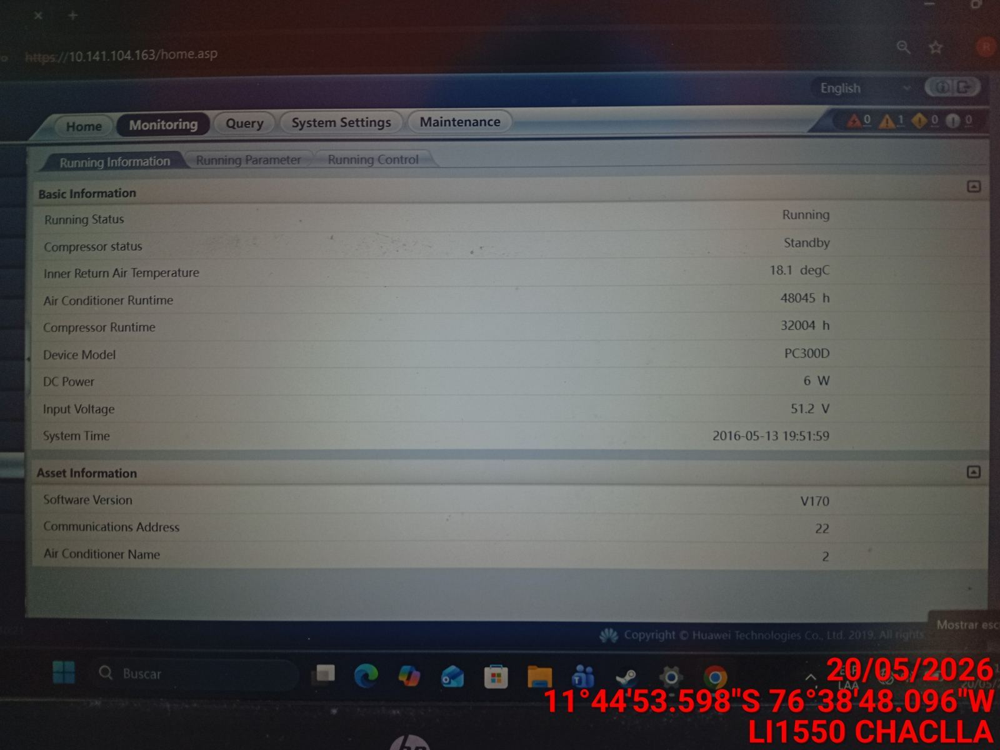 https://10.141.104.163/home.asp
R
English
Home Monitoring Query System Settings Maintenance 0 1 0 0
Running Information Running Parameter Running Control
Basic Information
Running Status Running
Compressor status Standby
Inner Return Air Temperature 18.1 degC
Air Conditioner Runtime 48045 h
Compressor Runtime 32004 h
Device Model PC300D
DC Power 6 W
Input Voltage 51.2 V
System Time 2016-05-13 19:51:59
Asset Information
Software Version V170
Communications Address 22
Air Conditioner Name 2
Mostrar esc
Copyright © Huawei Technologies Co., Ltd. 2019. All rights
Buscar
LAA
20/05/2026
11°44'53.598"S 76°38'48.096"W
LI1550 CHACLLA
hp